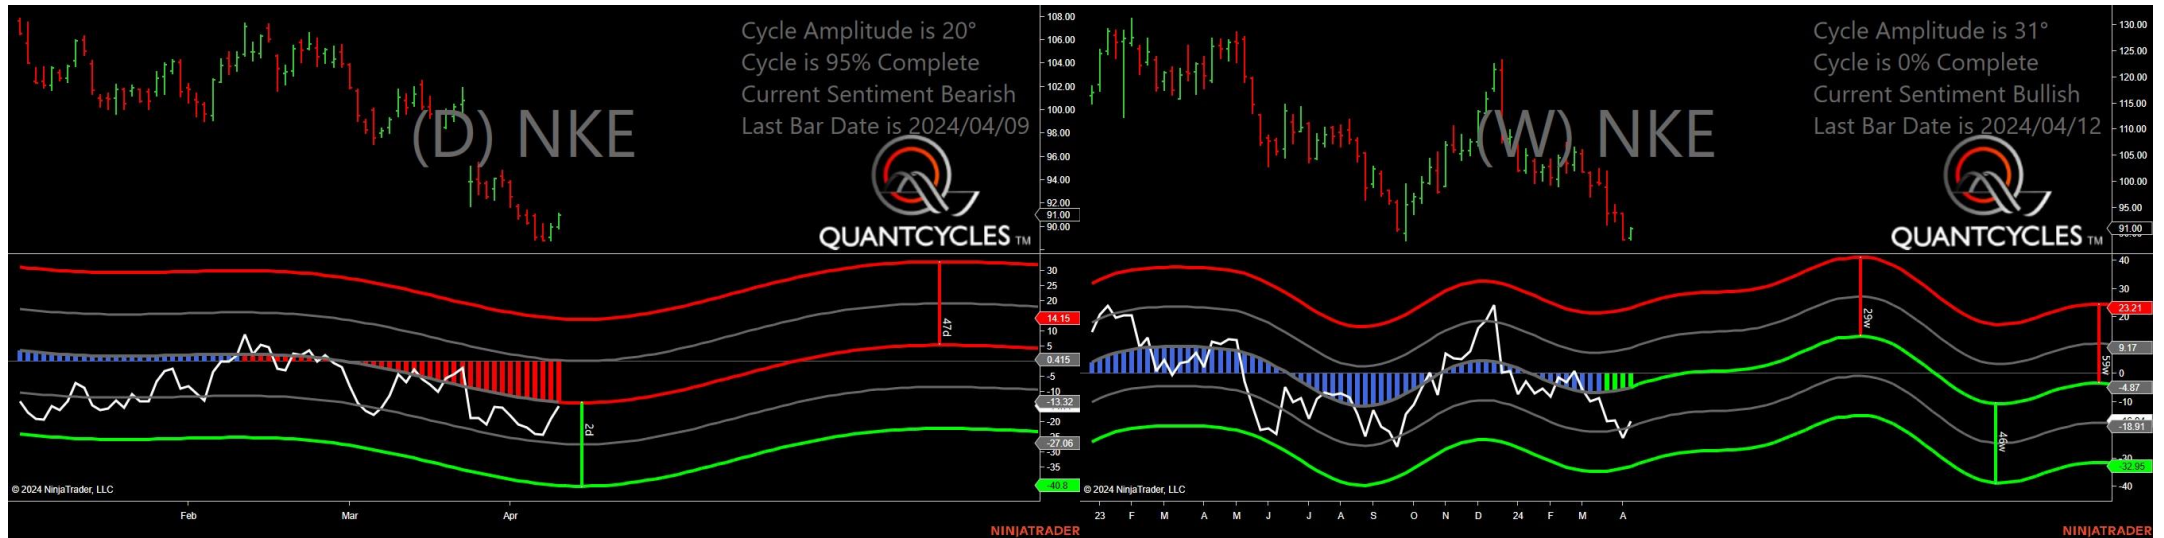 Cycle Amplitude is 20°
Cycle is 95% Complete
Current Sentiment Bearish
Last Bar Date is 2024/04/09
(D) NKE
QUANTCYCLES TM
108.00
106.00
104.00
102.00
100.00
98.00
96.00
94.00
92.00
91.00
90.00
30
25
20
14.15
10
5
0.415
-5
-10
-13.32
-20
-27.06
-30
-35
-40.8
47d
2d
© 2024 NinjaTrader, LLC
Feb
Mar
Apr
NINJATRADER
Cycle Amplitude is 31°
Cycle is 0% Complete
Current Sentiment Bullish
Last Bar Date is 2024/04/12
(W) NKE
QUANTCYCLES TM
130.00
125.00
120.00
115.00
110.00
105.00
100.00
95.00
91.00
40
30
23.21
20
9.17
0
-4.87
-10
-18.91
-30
-32.95
-40
29w
46w
59w
© 2024 NinjaTrader, LLC
23 F M A M J J A S O N D 24 F M A
NINJATRADER